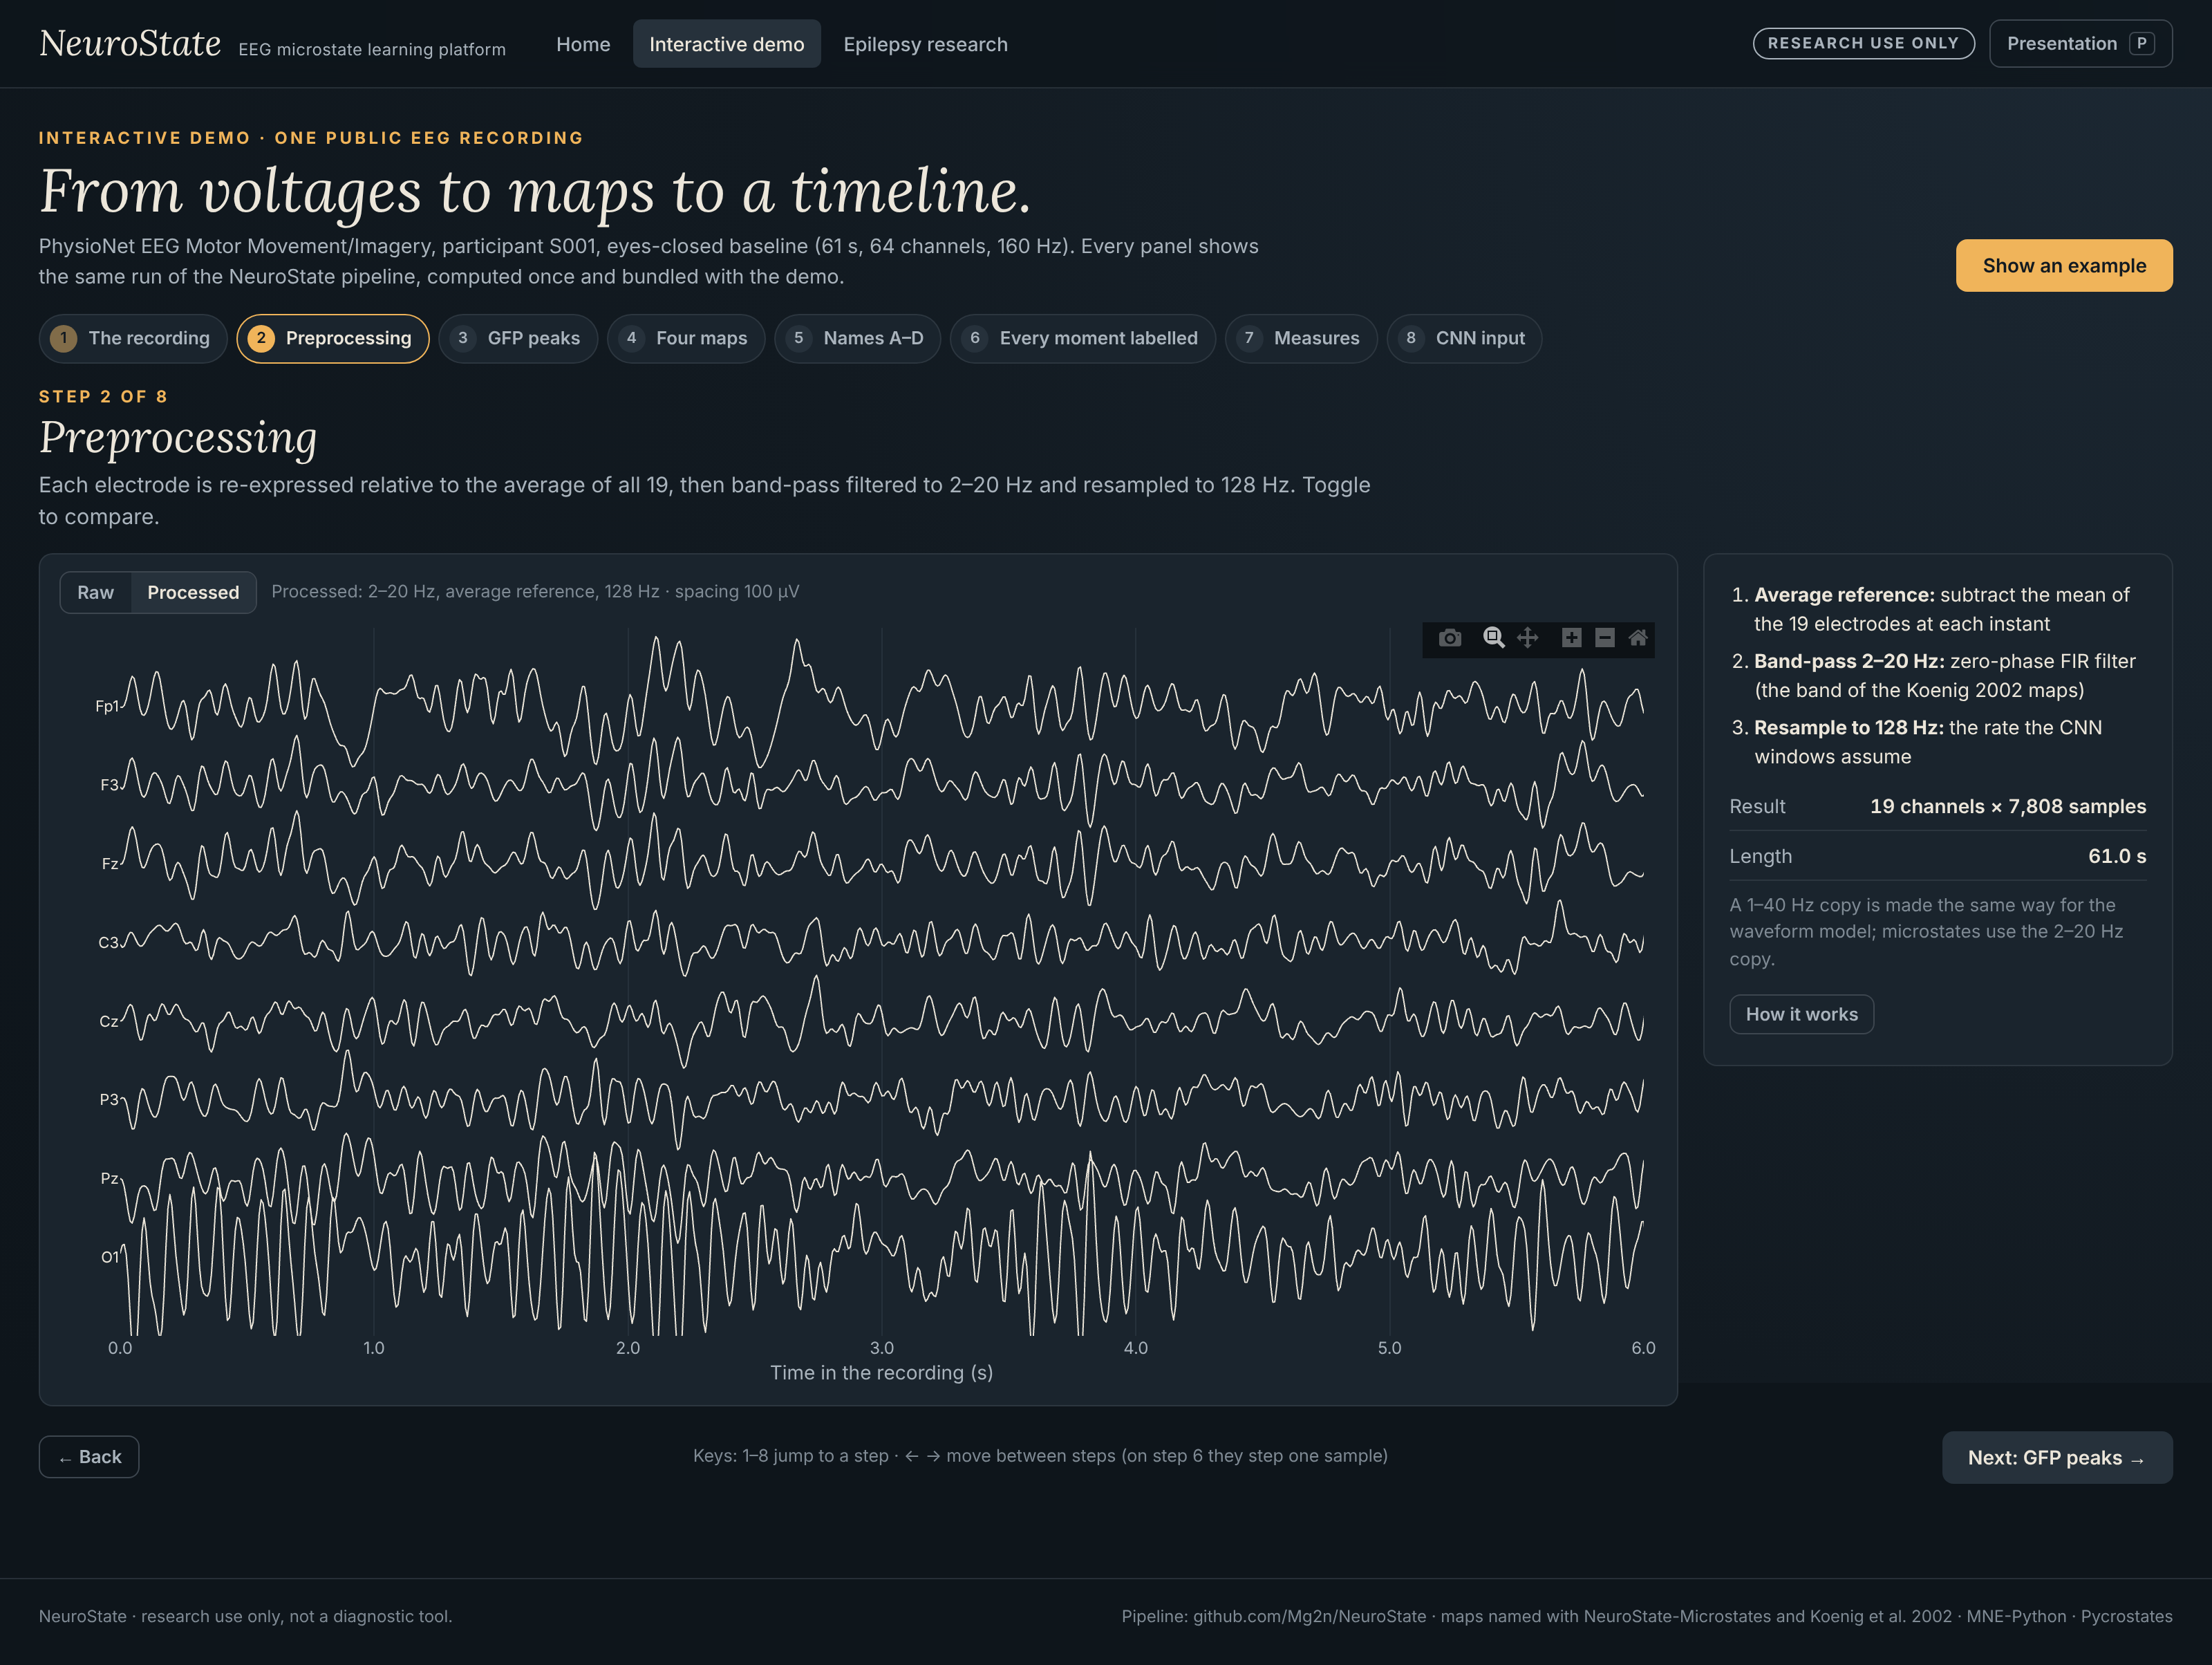 NeuroState EEG microstate learning platform Home Interactive demo Epilepsy research RESEARCH USE ONLY Presentation P
INTERACTIVE DEMO · ONE PUBLIC EEG RECORDING
From voltages to maps to a timeline.
PhysioNet EEG Motor Movement/Imagery, participant S001, eyes-closed baseline (61 s, 64 channels, 160 Hz). Every panel shows
the same run of the NeuroState pipeline, computed once and bundled with the demo.
Show an example
1 The recording 2 Preprocessing 3 GFP peaks 4 Four maps 5 Names A–D 6 Every moment labelled 7 Measures 8 CNN input
STEP 2 OF 8
Preprocessing
Each electrode is re-expressed relative to the average of all 19, then band-pass filtered to 2–20 Hz and resampled to 128 Hz. Toggle
to compare.
Raw Processed Processed: 2–20 Hz, average reference, 128 Hz · spacing 100 µV
Fp1
F3
Fz
C3
Cz
P3
Pz
O1
0.0 1.0 2.0 3.0 4.0 5.0 6.0
Time in the recording (s)
1. Average reference: subtract the mean of
the 19 electrodes at each instant
2. Band-pass 2–20 Hz: zero-phase FIR filter
(the band of the Koenig 2002 maps)
3. Resample to 128 Hz: the rate the CNN
windows assume
Result 19 channels × 7,808 samples
Length 61.0 s
A 1–40 Hz copy is made the same way for the
waveform model; microstates use the 2–20 Hz
copy.
How it works
← Back
Keys: 1–8 jump to a step · ← → move between steps (on step 6 they step one sample)
Next: GFP peaks →
NeuroState · research use only, not a diagnostic tool.
Pipeline: github.com/Mg2n/NeuroState · maps named with NeuroState-Microstates and Koenig et al. 2002 · MNE-Python · Pycrostates